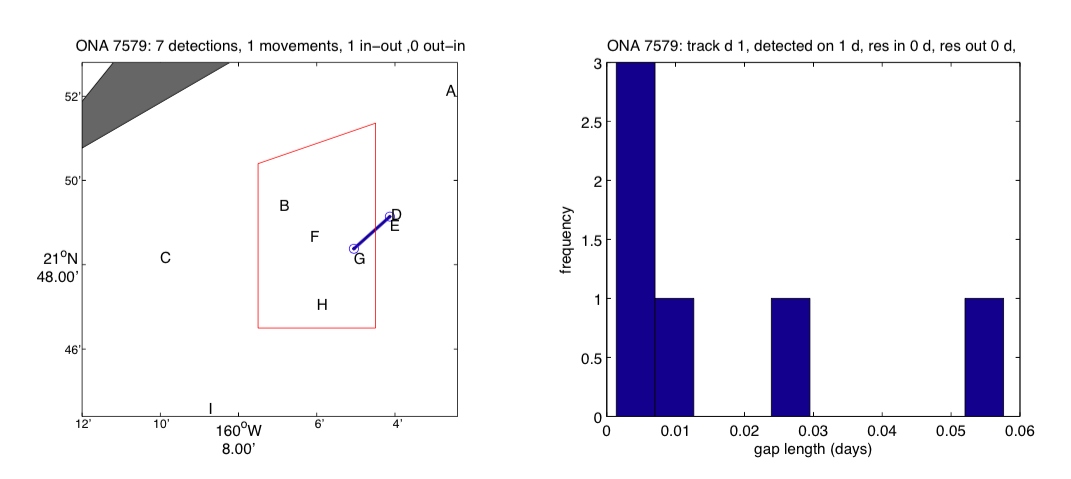 ONA 7579: 7 detections, 1 movements, 1 in−out ,0 out−in
52'
50'
21°N
48.00'
46'
12'
10'
160°W
8.00'
6'
4'
A
B
D
E
F
G
C
H
I
ONA 7579: track d 1, detected on 1 d, res in 0 d, res out 0 d,
frequency
3
2.5
2
1.5
1
0.5
0
0
0.01
0.02
0.03
0.04
0.05
0.06
gap length (days)